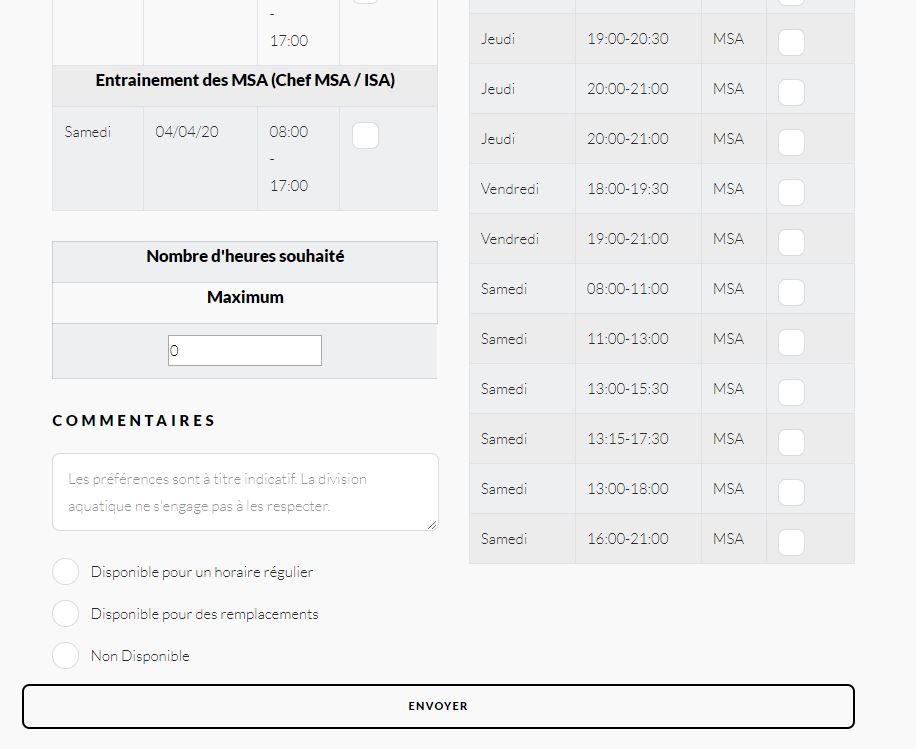 -
17:00
Entrainement des MSA (Chef MSA / ISA)
Samedi 04/04/20 08:00
-
17:00
Nombre d'heures souhaité
Maximum
0
COMMENTAIRES
Les préférences sont à titre indicatif. La division
aquatique ne s'engage pas à les respecter.
Disponible pour un horaire régulier
Disponible pour des remplacements
Non Disponible
Jeudi 19:00-20:30 MSA
Jeudi 20:00-21:00 MSA
Jeudi 20:00-21:00 MSA
Vendredi 18:00-19:30 MSA
Vendredi 19:00-21:00 MSA
Samedi 08:00-11:00 MSA
Samedi 11:00-13:00 MSA
Samedi 13:00-15:30 MSA
Samedi 13:15-17:30 MSA
Samedi 13:00-18:00 MSA
Samedi 16:00-21:00 MSA
ENVOYER